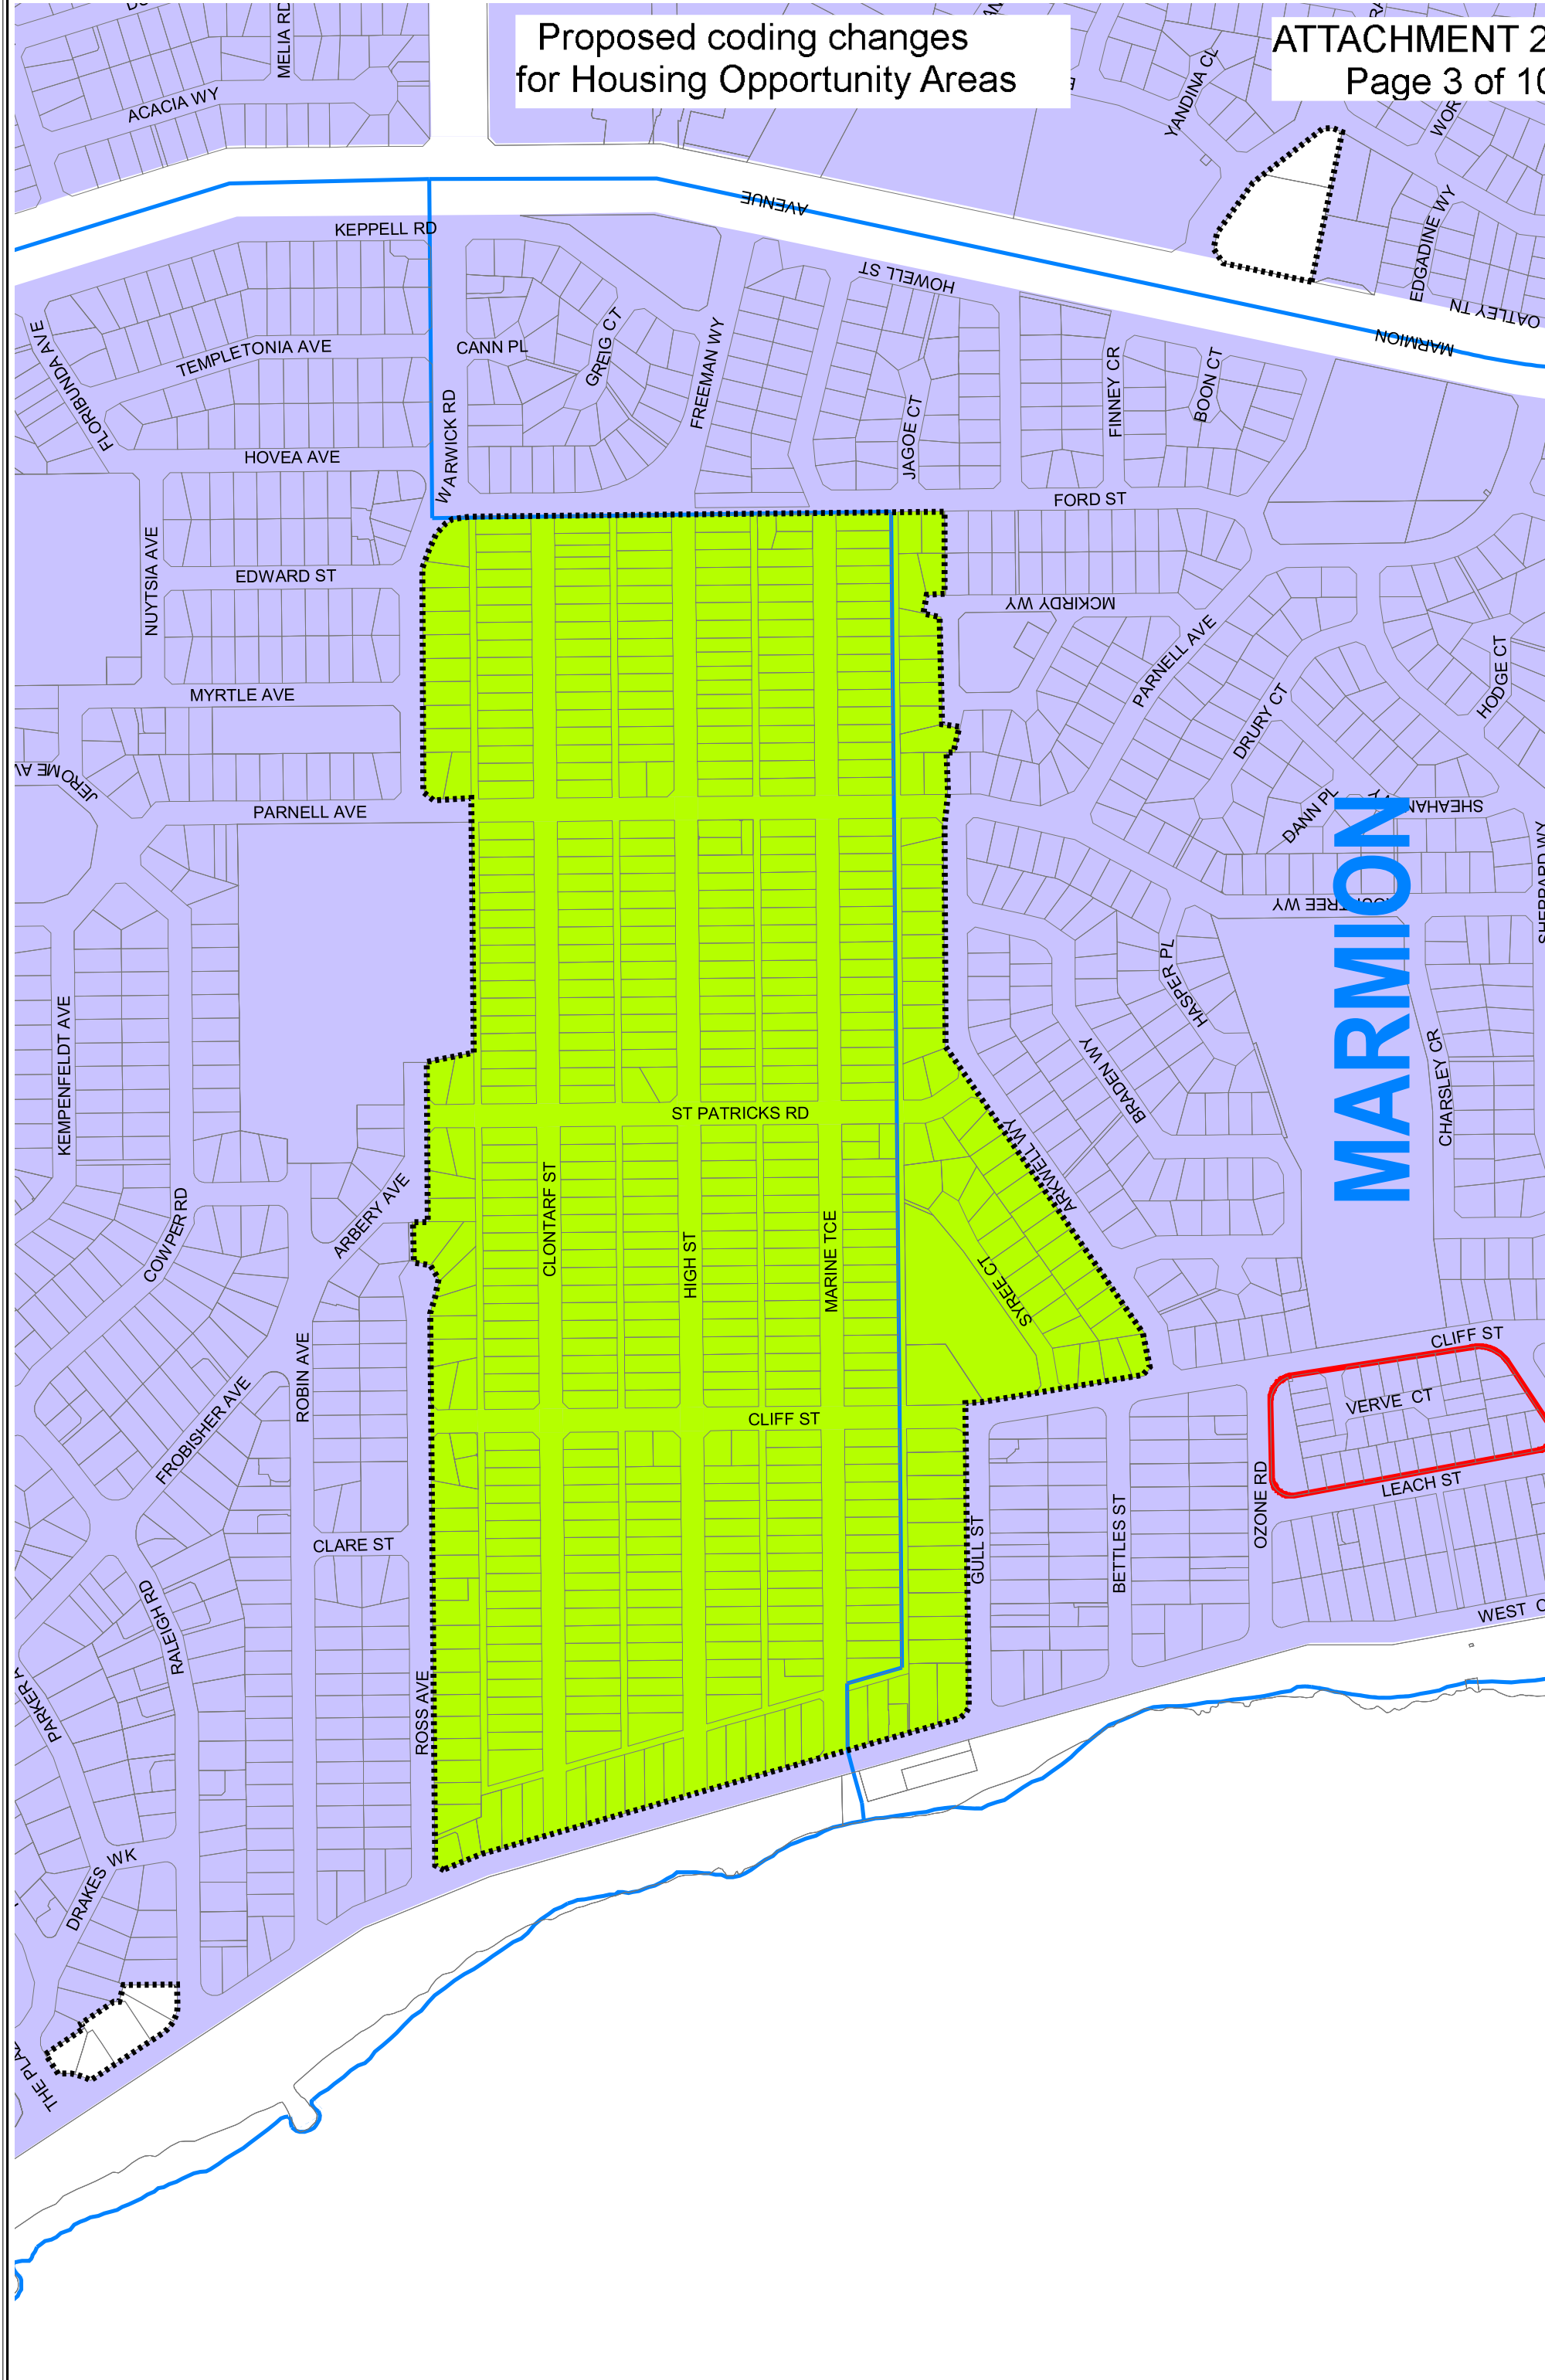 Proposed coding changes
for Housing Opportunity Areas
ATTACHMENT 2
Page 3 of 10
MELIA RD
ACACIA WY
YANDINA CL
EDGADINE WY
OATLEY TN
AVENUE
MARMION
KEPPELL RD
HOWELL ST
FLORIBUNDA AVE
TEMPLETONIA AVE
CANN PL
GREIG CT
FREEMAN WY
JAGOE CT
FINNEY CR
BOON CT
WARWICK RD
HOVEA AVE
FORD ST
NUYTSIA AVE
EDWARD ST
MCKIRDY WY
PARNELL AVE
HODGE CT
MYRTLE AVE
DRURY CT
JEROME AV
PARNELL AVE
DANN PL
SHEAHAN
MARMION
SHEPPARD WY
HASPER PL
KEMPENFELDT AVE
BRADEN WY
CHARSLEY CR
ST PATRICKS RD
ARKWELL WY
ARBERY AVE
COWPER RD
CLONTARF ST
HIGH ST
MARINE TCE
SYREE CT
ROBIN AVE
FROBISHER AVE
CLIFF ST
CLIFF ST
VERVE CT
LEACH ST
OZONE RD
GULL ST
BETTLES ST
CLARE ST
RALEIGH RD
ROSS AVE
WEST C
PARKER A
DRAKES WK
THE PLA